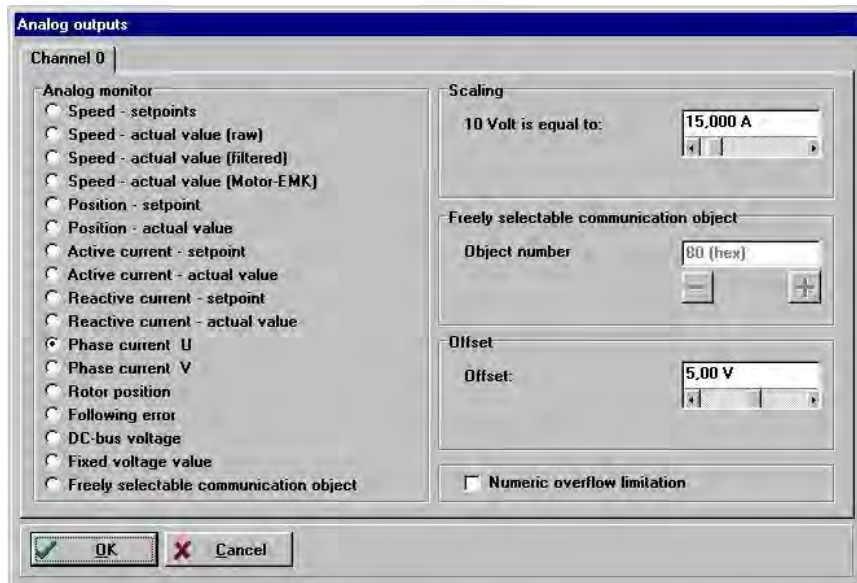 Analog outputs
Channel 0
Analog monitor
Speed - setpoints
Speed - actual value (raw)
Speed - actual value (filtered)
Speed - actual value (Motor-EMK)
Position - setpoint
Position - actual value
Active current - setpoint
Active current - actual value
Reactive current - setpoint
Reactive current - actual value
Phase current U
Phase current V
Rotor position
Following error
DC-bus voltage
Fixed voltage value
Freely selectable communication object
Scaling
10 Volt is equal to:
15,000 A
Freely selectable communication object
Object number
80 (hex)
Offset
Offset:
5,00 V
Numeric overflow limitation
OK
Cancel